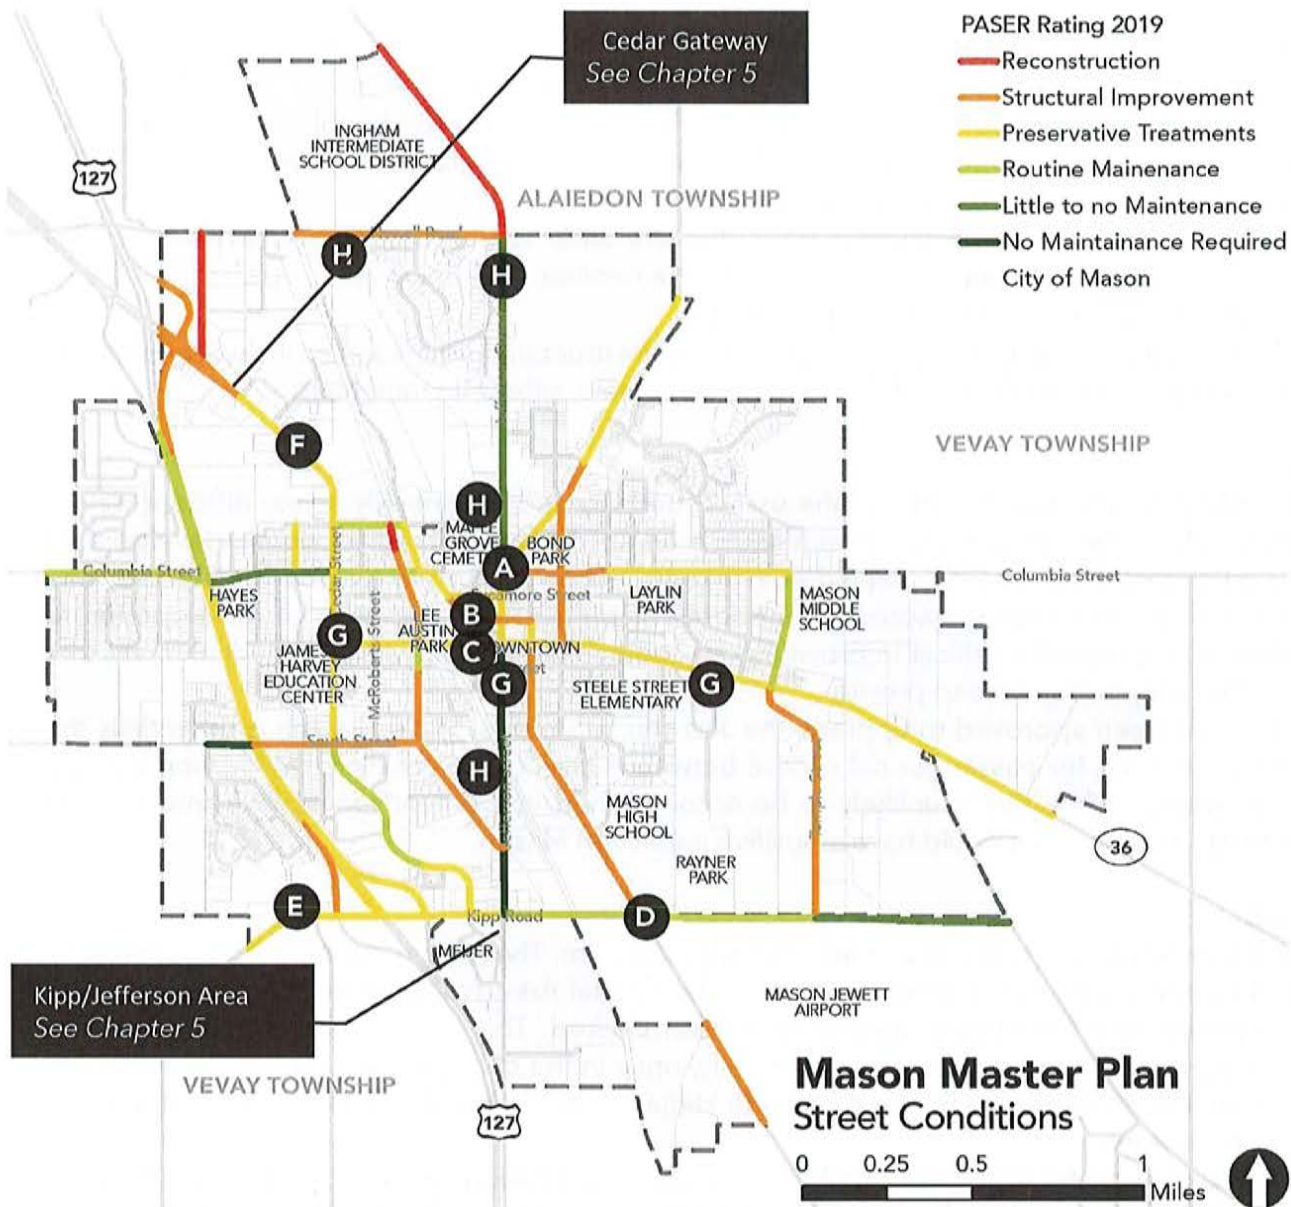 PASER Rating 2019
Reconstruction
Structural Improvement
Preservative Treatments
Routine Mainenance
Little to no Maintenance
No Maintainance Required
City of Mason
Cedar Gateway
See Chapter 5
INGHAM
INTERMEDIATE
SCHOOL DISTRICT
127
ALAIEDON TOWNSHIP
H
H
VEVAY TOWNSHIP
F
H
MAPLE
GROVE
BOND
PARK
A
Columbia Street
Columbia Street
Cedar Street
HAYES
PARK
Sycamore Street
LAYLIN
PARK
MASON
MIDDLE
SCHOOL
B
LEE
AUSTIN
PARK
G
McRoberts Street
C
JAMES
HARVEY
EDUCATION
CENTER
G
STEELE STREET
ELEMENTARY
G
South Street
H
MASON
HIGH
SCHOOL
RAYNER
PARK
Temple Street
36
E
Kipp Road
D
MEIJER
Kipp/Jefferson Area
See Chapter 5
MASON JEWETT
AIRPORT
VEVAY TOWNSHIP
127
Mason Master Plan
Street Conditions
0 0.25 0.5 1
Miles